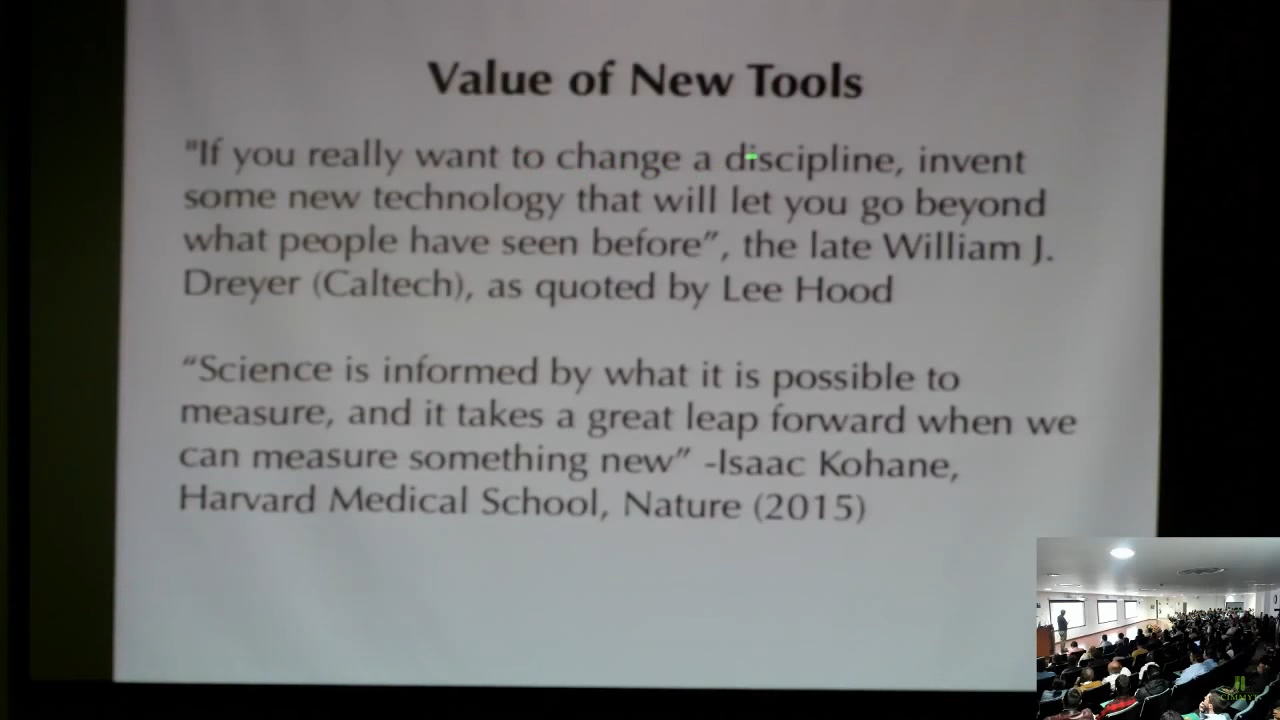 Value of New Tools
"If you really want to change a discipline, invent
some new technology that will let you go beyond
what people have seen before”, the late William J.
Dreyer (Caltech), as quoted by Lee Hood
“Science is informed by what it is possible to
measure, and it takes a great leap forward when we
can measure something new” -Isaac Kohane,
Harvard Medical School, Nature (2015)
CIMMYT